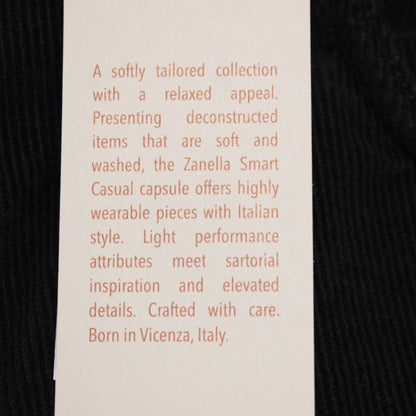 A softly tailored collection
with a relaxed appeal.
Presenting deconstructed
items that are soft and
washed, the Zanella Smart
Casual capsule offers highly
wearable pieces with Italian
style. Light performance
attributes meet sartorial
inspiration and elevated
details. Crafted with care.
Born in Vicenza, Italy.